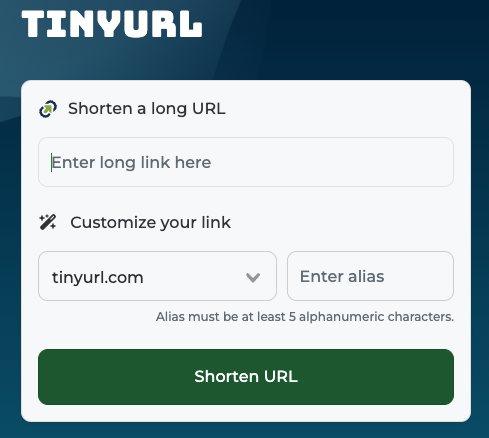 TINYURL
Shorten a long URL
Enter long link here
Customize your link
tinyurl.com
Enter alias
Alias must be at least 5 alphanumeric characters.
Shorten URL